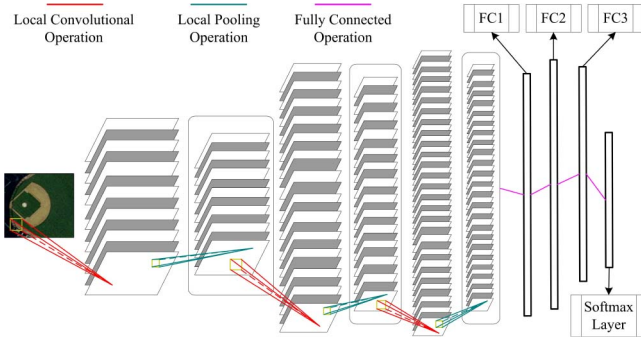 Local Convolutional
Operation
Local Pooling
Operation
Fully Connected
Operation
FC1
FC2
FC3
Softmax
Layer